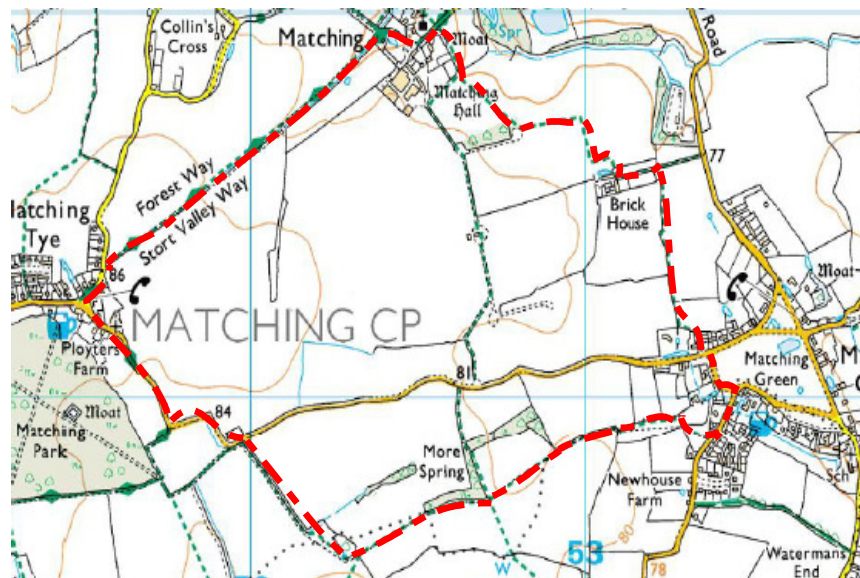 Collin's
Cross
Matching
Moat
Spr
Road
Matching
Hall
77
Forest Way
Stort Valley Way
Brick
House
atching
Tye
86
Moat
MATCHING CP
Ployters
Farm
81
Matching
Green
M
84
Moat
Matching
Park
More
Spring
Newhouse
Farm
Sch
53
80
W
78
Watermans
End